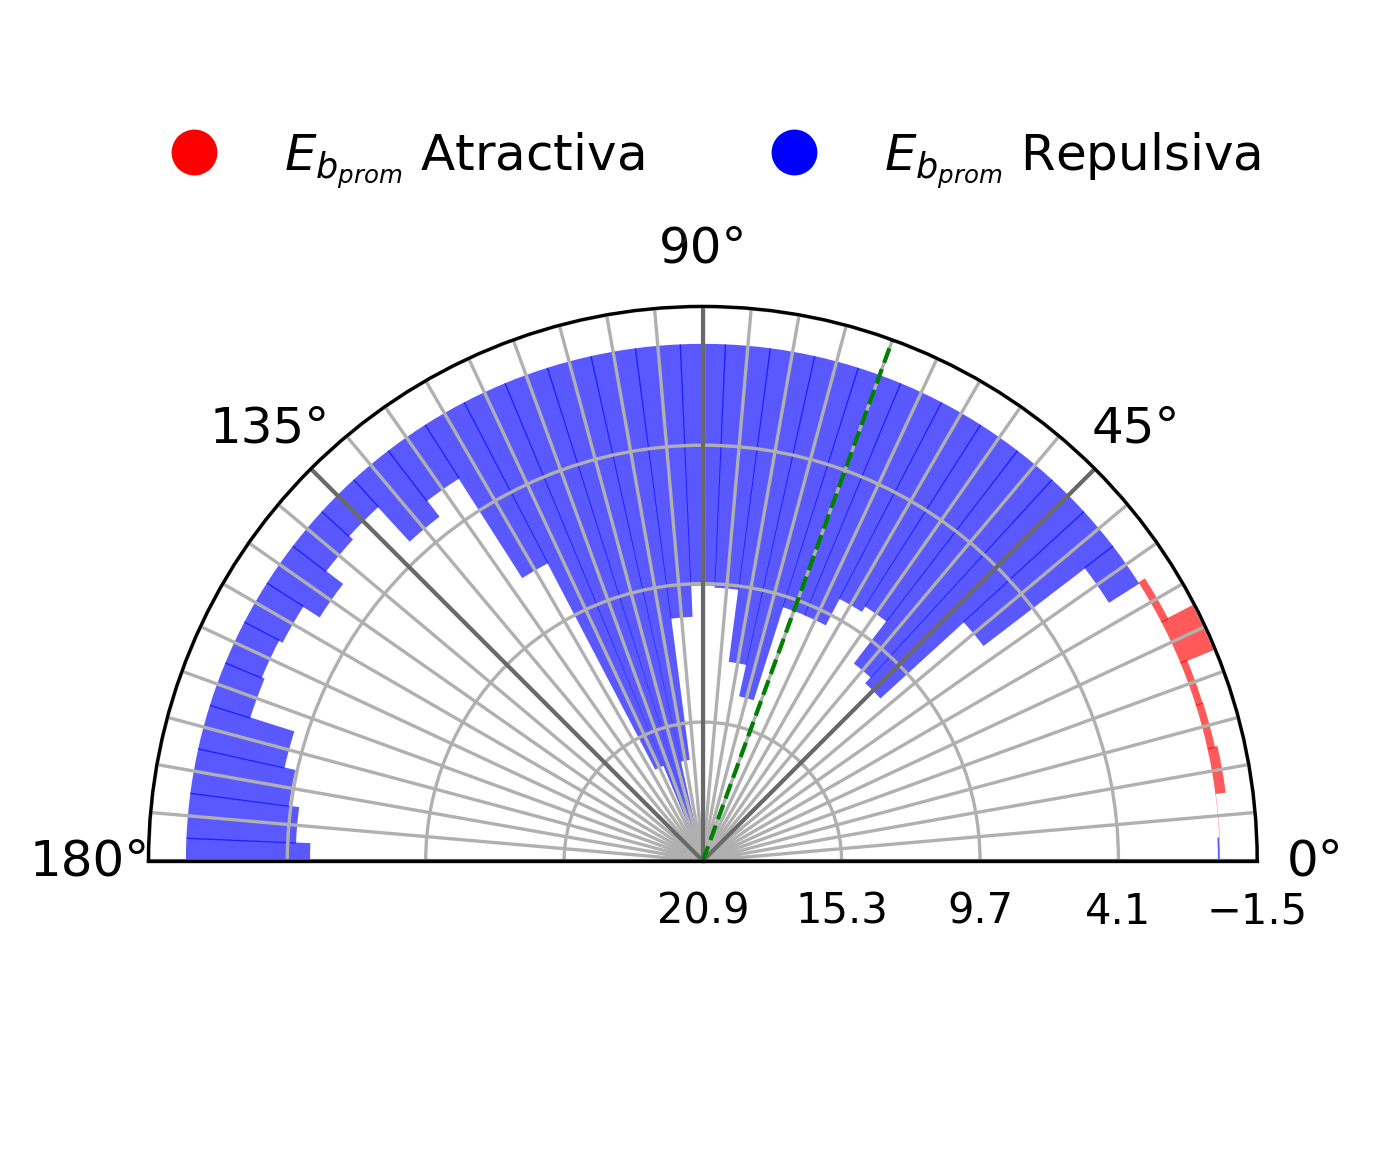 E_{b_{prom}} Atractiva E_{b_{prom}} Repulsiva
90°
135° 45°
180° 0°
20.9 15.3 9.7 4.1 −1.5